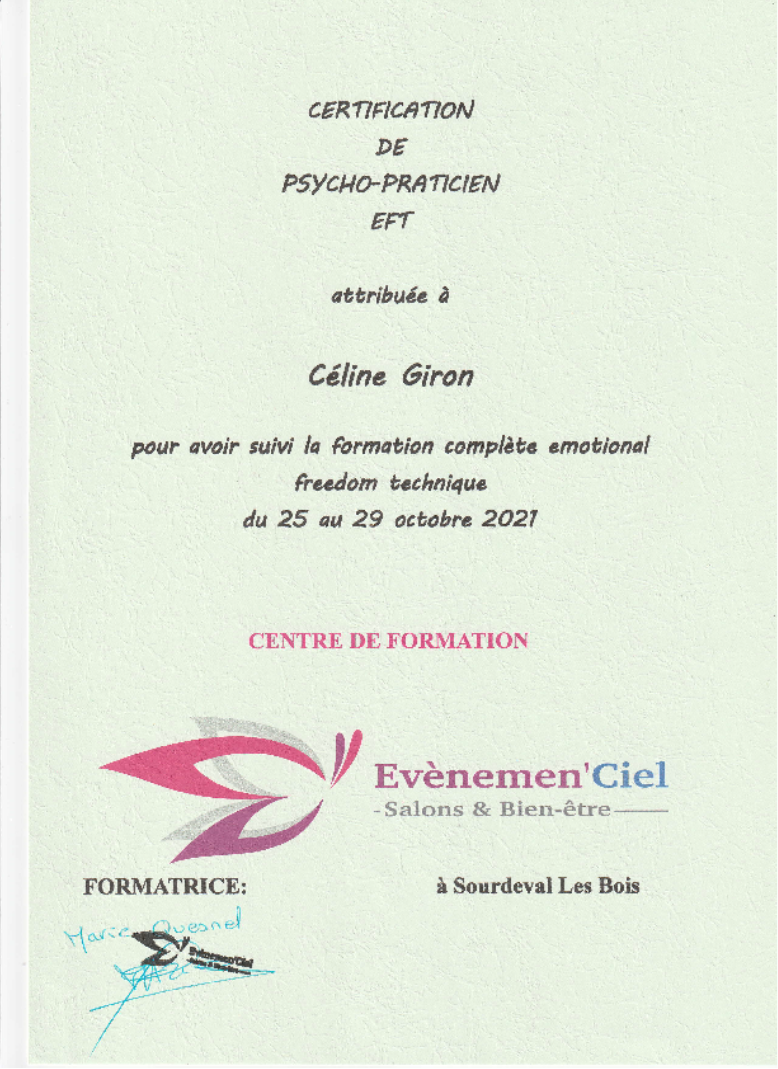 CERTIFICATION
DE
PSYCHO-PRATICIEN
EFT
attribuée à
Céline Giron
pour avoir suivi la formation complète emotional
freedom technique
du 25 au 29 octobre 2021
CENTRE DE FORMATION
Evènemen'Ciel
-Salons & Bien-être
FORMATRICE:
à Sourdeval Les Bois
Marie Quesnel
Evènemen'Ciel